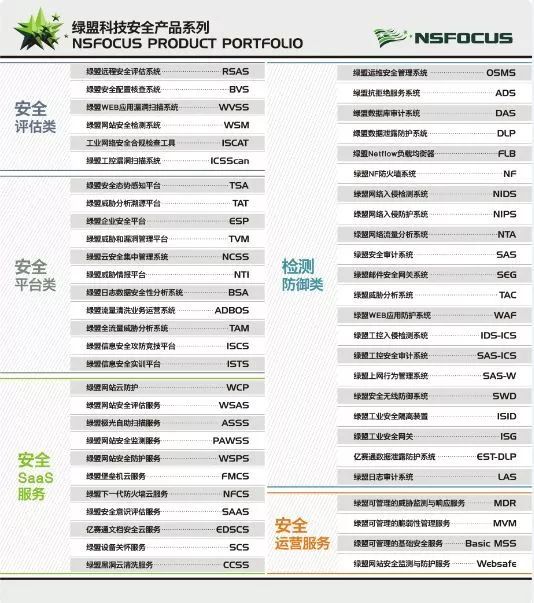 绿盟科技安全产品系列
NSFOCUS PRODUCT PORTFOLIO
NSFOCUS
安全
评估类
绿盟远程安全评估系统 RSAS
绿盟安全配置核查系统 BVS
绿盟WEB应用漏洞扫描系统 WVSS
绿盟网站安全检测系统 WSM
工业网络安全合规检查工具 ISCAT
绿盟工控漏洞扫描系统 ICSScan
安全
平台类
绿盟安全态势感知平台 TSA
绿盟威胁分析溯源平台 TAT
绿盟企业安全平台 ESP
绿盟威胁和漏洞管理平台 TVM
绿盟云安全集中管理系统 NCSS
绿盟威胁情报平台 NTI
绿盟日志数据安全性分析系统 BSA
绿盟流量清洗业务运营系统 ADBOS
绿盟全流量威胁分析系统 TAM
绿盟信息安全攻防竞技平台 ISCS
绿盟信息安全实训平台 ISTS
安全
SaaS
服务
绿盟网站云防护 WCP
绿盟网站安全评估服务 WSAS
绿盟极光自助扫描服务 ASSS
绿盟网站安全监测服务 PAWSS
绿盟网站安全防护服务 WSPS
绿盟堡垒机云服务 FMCS
绿盟下一代防火墙云服务 NFCS
绿盟安全意识评估服务 SAAS
亿赛通文档安全云服务 EDSCS
绿盟设备关怀服务 SCS
绿盟黑洞云清洗服务 CCSS
检测
防御类
绿盟运维安全管理系统 OSMS
绿盟抗拒绝服务系统 ADS
绿盟数据库审计系统 DAS
绿盟数据泄露防护系统 DLP
绿盟Netflow负载均衡器 FLB
绿盟NF防火墙系统 NF
绿盟网络入侵检测系统 NIDS
绿盟网络入侵防护系统 NIPS
绿盟网络流量分析系统 NTA
绿盟安全审计系统 SAS
绿盟邮件安全网关系统 SEG
绿盟威胁分析系统 TAC
绿盟WEB应用防护系统 WAF
绿盟工控入侵检测系统 IDS-ICS
绿盟工控安全审计系统 SAS-ICS
绿盟上网行为管理系统 SAS-W
绿盟安全无线防御系统 SWD
绿盟工业安全隔离装置 ISID
绿盟工业安全网关 ISG
亿赛通数据泄露防护系统 EST-DLP
绿盟日志审计系统 LAS
安全
运营服务
绿盟可管理的威胁监测与响应服务 MDR
绿盟可管理的脆弱性管理服务 MVM
绿盟可管理的基础安全服务 Basic MSS
绿盟网站安全监测与防护服务 Websafe